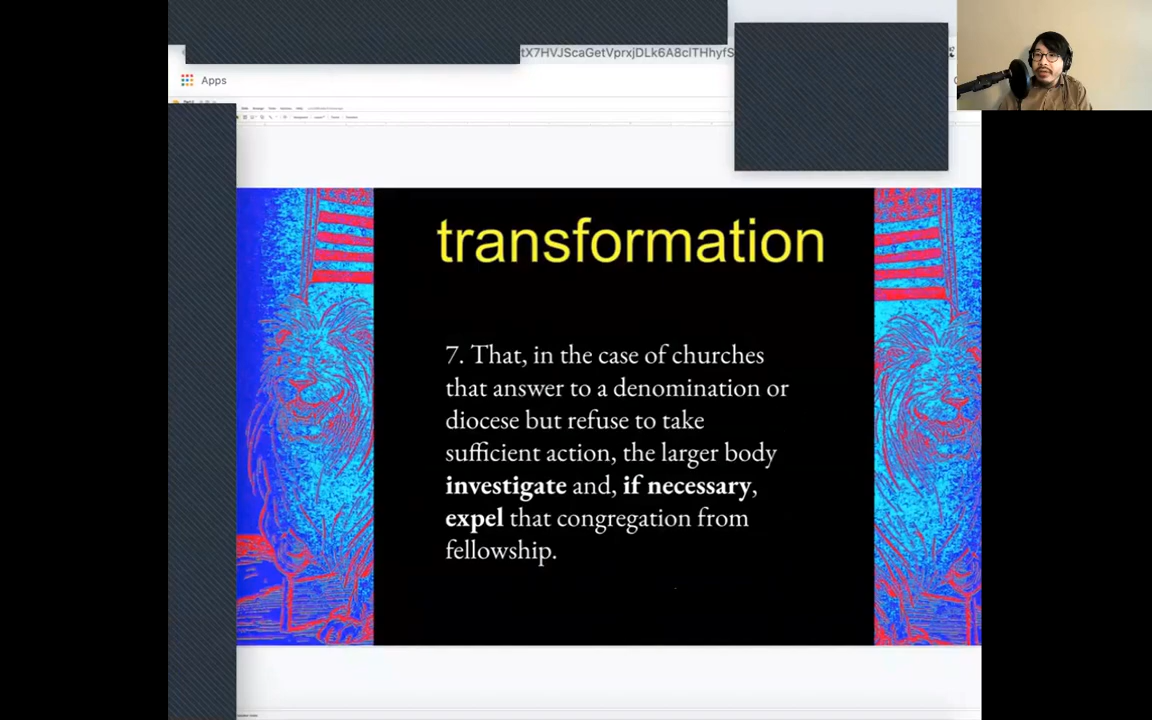 tX7HVJScaGetVprxjDLk6A8clTHhyfS
Apps
transformation
7. That, in the case of churches
that answer to a denomination or
diocese but refuse to take
sufficient action, the larger body
investigate and, if necessary,
expel that congregation from
fellowship.